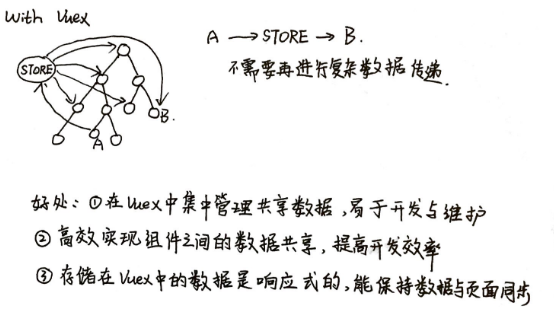 With Vuex
A → STORE → B.
STORE
不需要再进行复杂数据传递.
B.
A
好处：①在Vuex中集中管理共享数据，易于开发与维护
②高效实现组件之间的数据共享，提高开发效率
③存储在Vuex中的数据是响应式的，能保持数据与页面同步